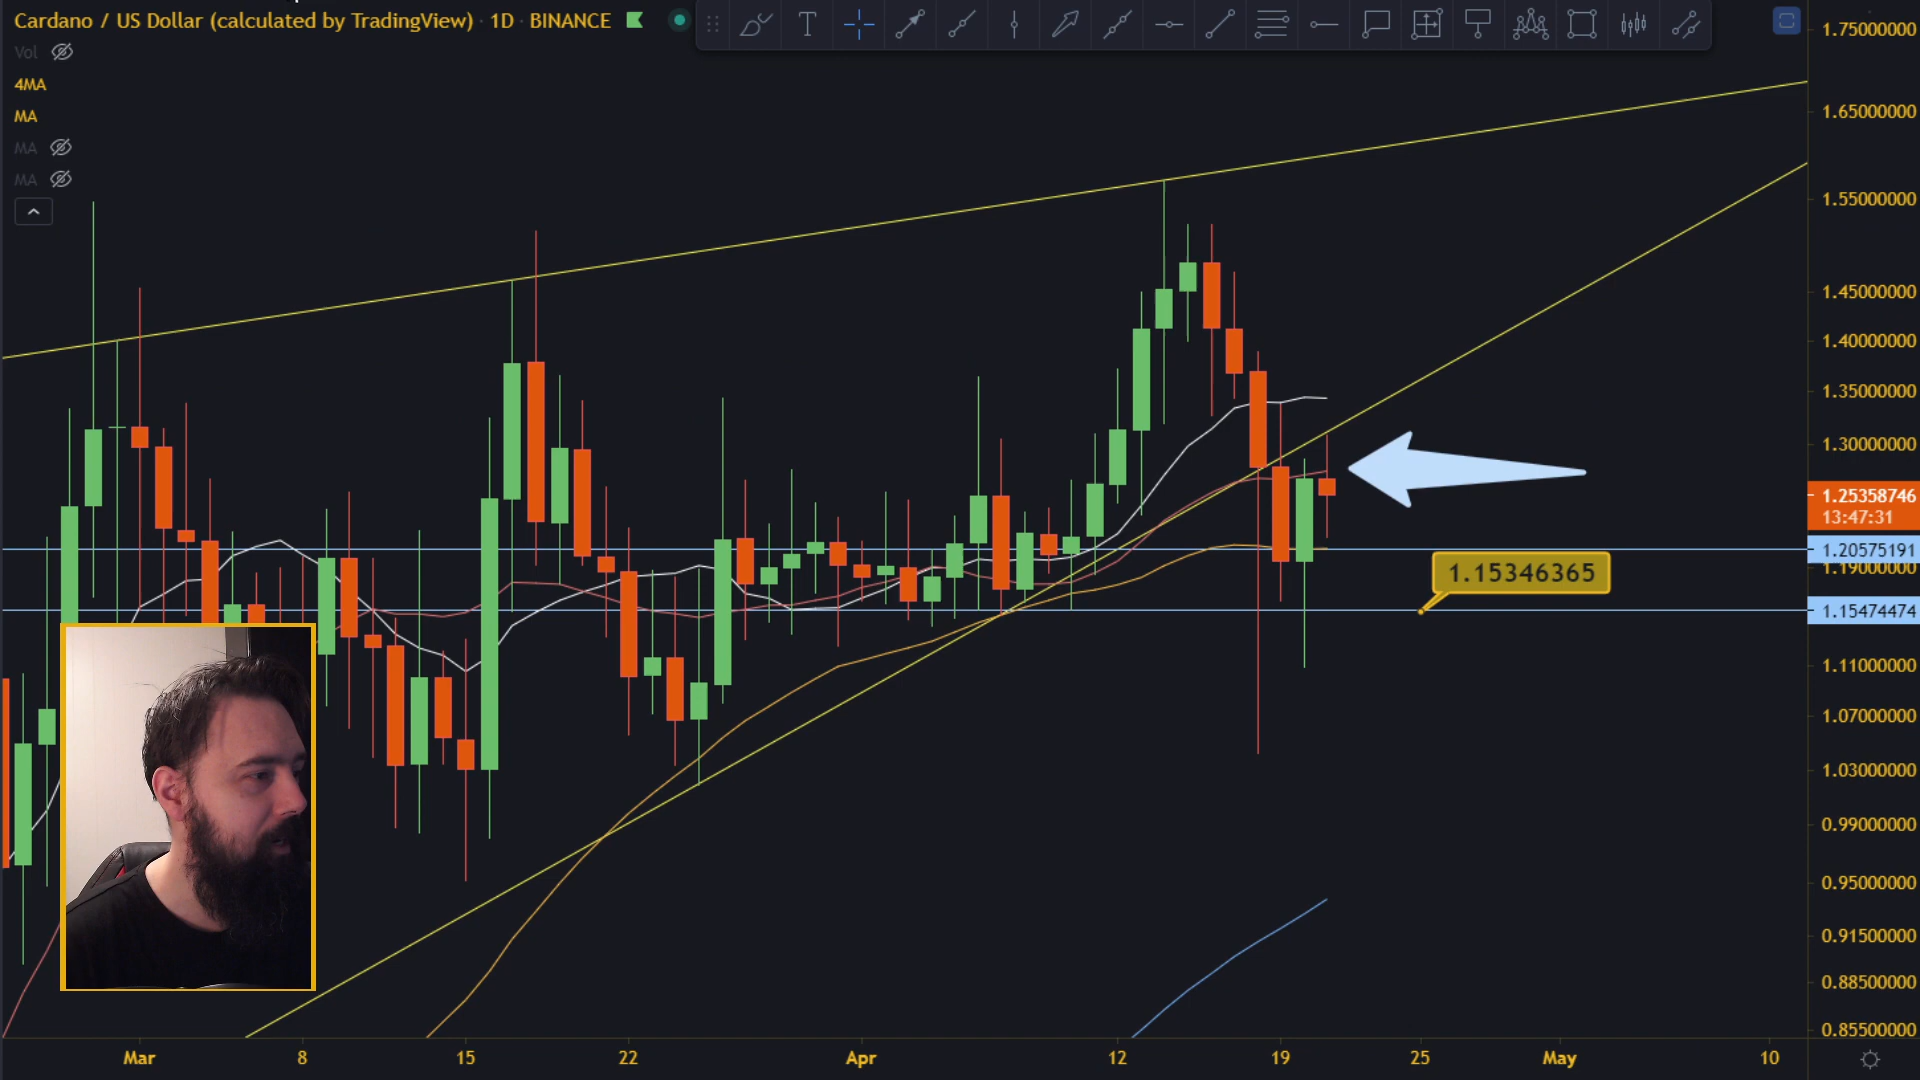 Cardano / US Dollar (calculated by TradingView) · 1D · BINANCE
Vol
4MA
MA
MA
MA
T
1.75000000
1.65000000
1.55000000
1.45000000
1.40000000
1.35000000
1.30000000
1.25358746
13:47:31
1.20575191
1.19000000
1.15346365
1.15474474
1.11000000
1.07000000
1.03000000
0.99000000
0.95000000
0.91500000
0.88500000
0.85500000
Mar 8 15 22 Apr 12 19 25 May 10